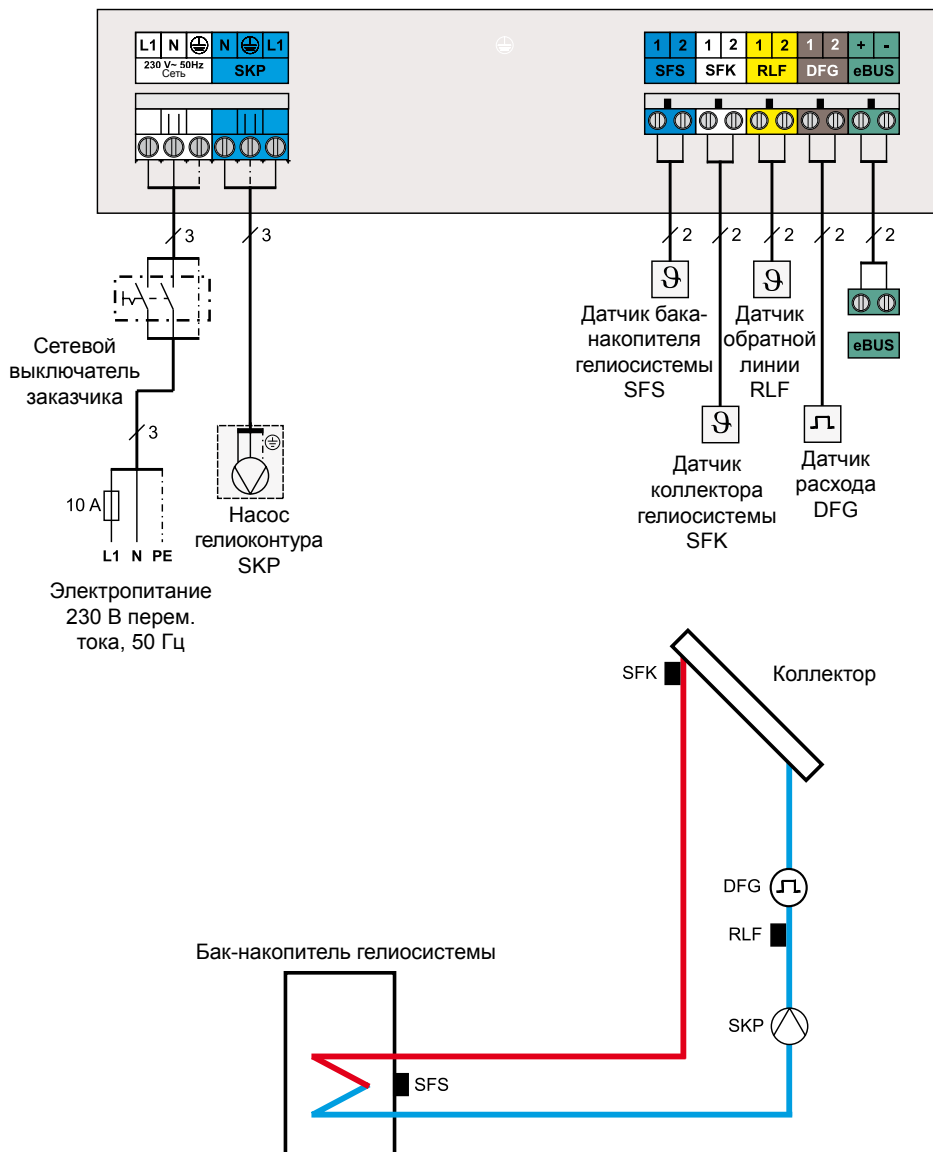 L1 N N L1
230 V~ 50Hz
Сеть
SKP
1 2 1 2 1 2 1 2 + -
SFS SFK RLF DFG eBUS
3
3
2
2
2
2
2
Сетевой
выключатель
заказчика
3
10 A
L1 N PE
Электропитание
230 В перем.
тока, 50 Гц
Насос
гелиоконтура
SKP
Датчик бака-
накопителя
гелиосистемы
SFS
Датчик
обратной
линии
RLF
eBUS
Датчик
коллектора
гелиосистемы
SFK
Датчик
расхода
DFG
SFK
Коллектор
DFG
RLF
Бак-накопитель гелиосистемы
SKP
SFS